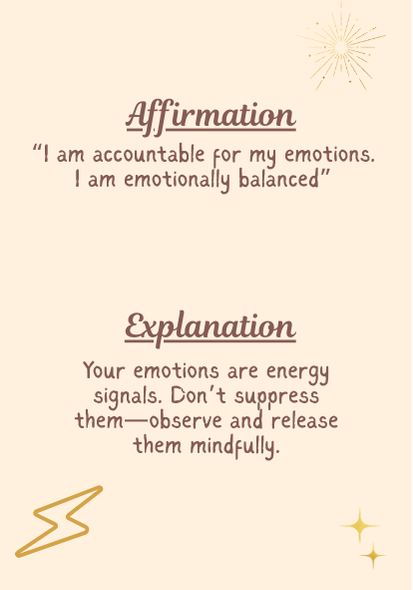 Affirmation
“I am accountable for my emotions.
I am emotionally balanced”
Explanation
Your emotions are energy
signals. Don’t suppress
them—observe and release
them mindfully.